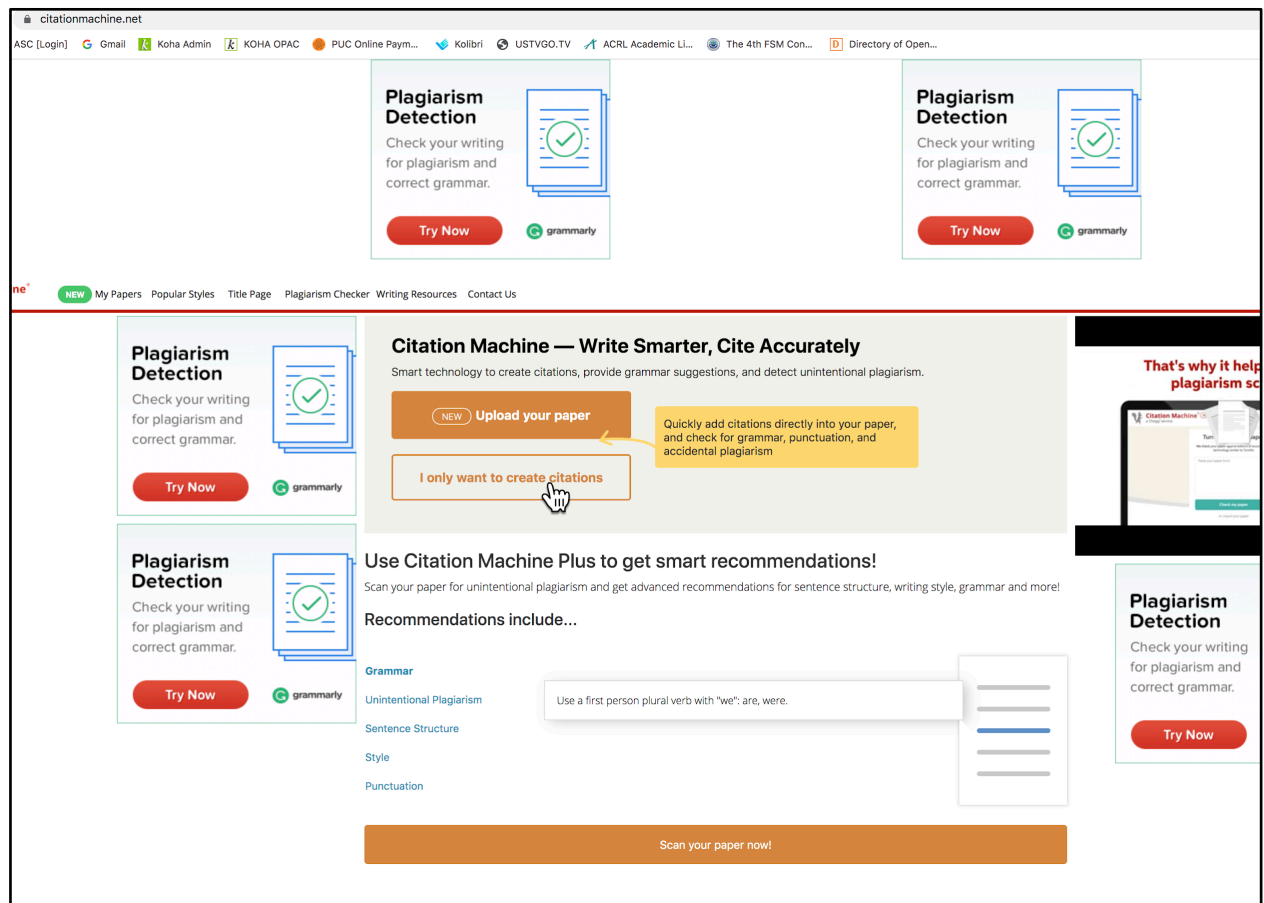 citationmachine.net
ASC [Login] Gmail Koha Admin KOHA OPAC PUC Online Paym... Kolibri USTVGO.TV ACRL Academic Li... The 4th FSM Con... Directory of Open...
Plagiarism
Detection
Check your writing
for plagiarism and
correct grammar.
Try Now grammarly
Plagiarism
Detection
Check your writing
for plagiarism and
correct grammar.
Try Now grammarly
ne® NEW My Papers Popular Styles Title Page Plagiarism Checker Writing Resources Contact Us
Plagiarism
Detection
Check your writing
for plagiarism and
correct grammar.
Try Now grammarly
Citation Machine — Write Smarter, Cite Accurately
Smart technology to create citations, provide grammar suggestions, and detect unintentional plagiarism.
NEW Upload your paper
Quickly add citations directly into your paper,
and check for grammar, punctuation, and
accidental plagiarism
I only want to create citations
That's why it help
plagiarism sc
Citation Machine
Check my paper
Plagiarism
Detection
Check your writing
for plagiarism and
correct grammar.
Try Now grammarly
Use Citation Machine Plus to get smart recommendations!
Scan your paper for unintentional plagiarism and get advanced recommendations for sentence structure, writing style, grammar and more!
Recommendations include...
Grammar
Unintentional Plagiarism
Sentence Structure
Style
Punctuation
Use a first person plural verb with "we": are, were.
Plagiarism
Detection
Check your writing
for plagiarism and
correct grammar.
Try Now
Scan your paper now!